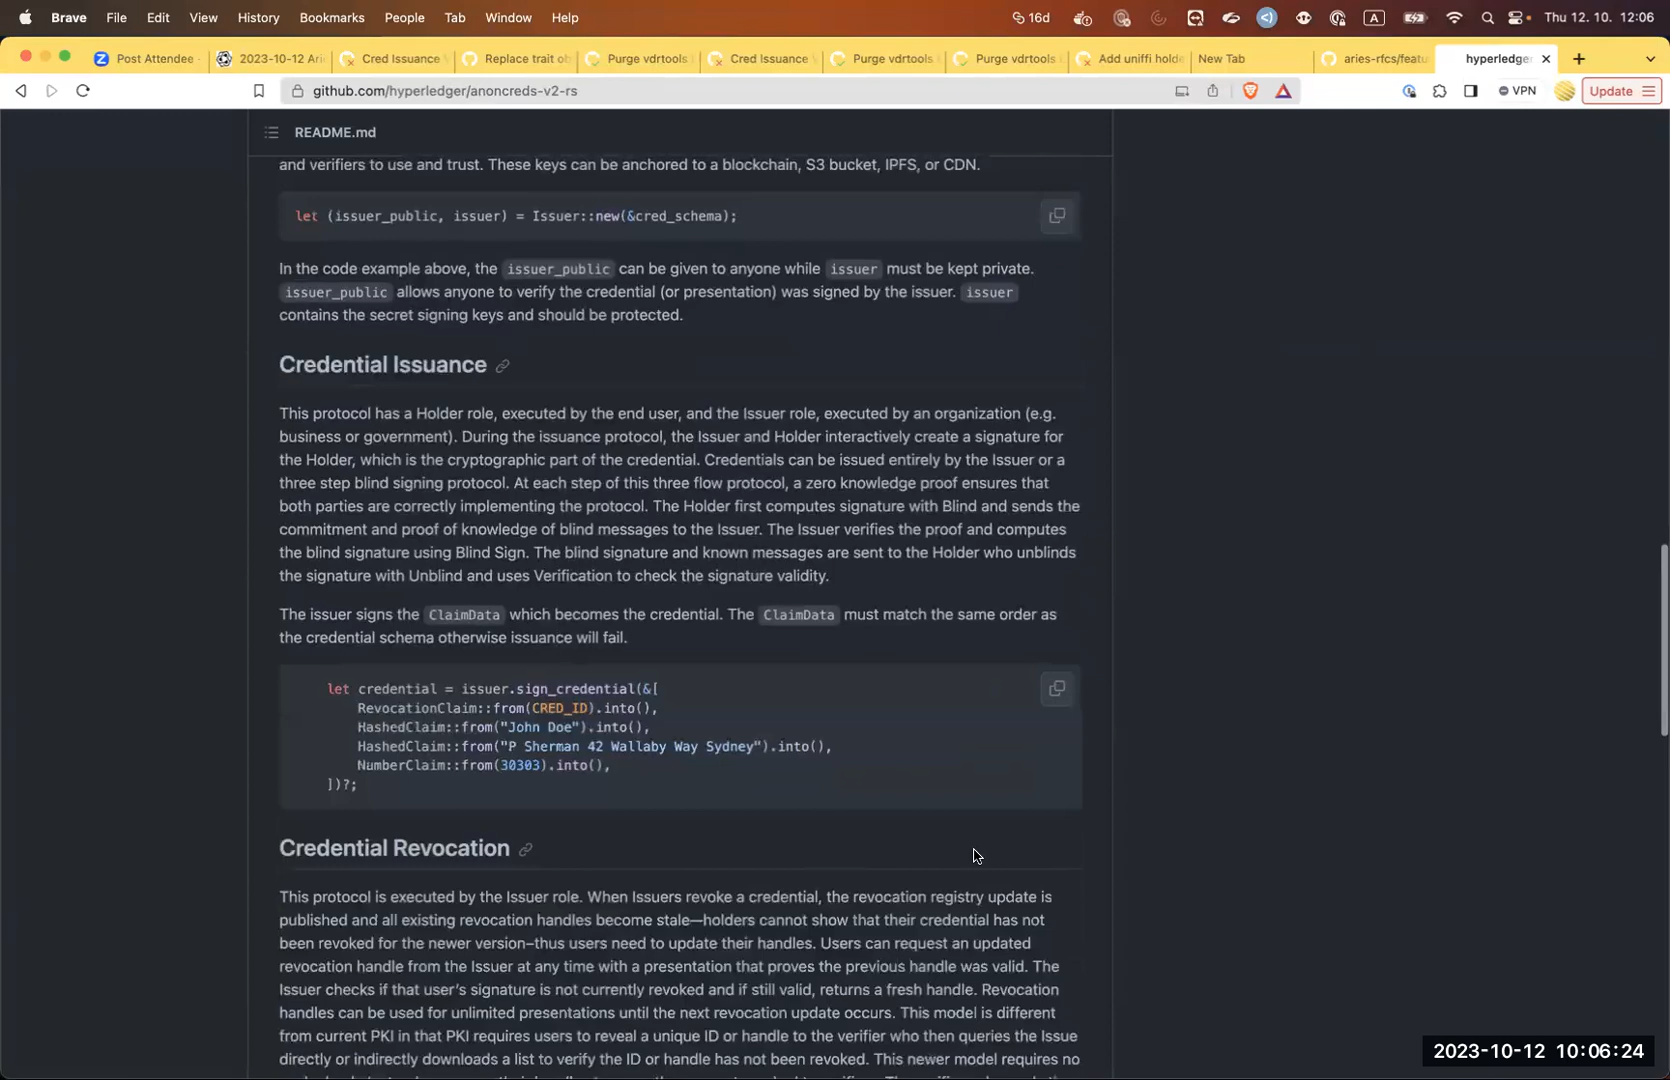 Brave File Edit View History Bookmarks People Tab Window Help 16d A Thu 12. 10. 12:06
Post Attendee 2023-10-12 Ari Cred Issuance Replace trait ob Purge vdrtools Cred Issuance Purge vdrtools Purge vdrtools Add uniffi holde New Tab aries-rfcs/featu hyperledger
github.com/hyperledger/anoncreds-v2-rs VPN Update
README.md
and verifiers to use and trust. These keys can be anchored to a blockchain, S3 bucket, IPFS, or CDN.
let (issuer_public, issuer) = Issuer::new(&cred_schema);
In the code example above, the issuer_public can be given to anyone while issuer must be kept private.
issuer_public allows anyone to verify the credential (or presentation) was signed by the issuer. issuer
contains the secret signing keys and should be protected.
Credential Issuance
This protocol has a Holder role, executed by the end user, and the Issuer role, executed by an organization (e.g.
business or government). During the issuance protocol, the Issuer and Holder interactively create a signature for
the Holder, which is the cryptographic part of the credential. Credentials can be issued entirely by the Issuer or a
three step blind signing protocol. At each step of this three flow protocol, a zero knowledge proof ensures that
both parties are correctly implementing the protocol. The Holder first computes signature with Blind and sends the
commitment and proof of knowledge of blind messages to the Issuer. The Issuer verifies the proof and computes
the blind signature using Blind Sign. The blind signature and known messages are sent to the Holder who unblinds
the signature with Unblind and uses Verification to check the signature validity.
The issuer signs the ClaimData which becomes the credential. The ClaimData must match the same order as
the credential schema otherwise issuance will fail.
let credential = issuer.sign_credential(&[
RevocationClaim::from(CRED_ID).into(),
HashedClaim::from("John Doe").into(),
HashedClaim::from("P Sherman 42 Wallaby Way Sydney").into(),
NumberClaim::from(30303).into(),
])?;
Credential Revocation
This protocol is executed by the Issuer role. When Issuers revoke a credential, the revocation registry update is
published and all existing revocation handles become stale—holders cannot show that their credential has not
been revoked for the newer version–thus users need to update their handles. Users can request an updated
revocation handle from the Issuer at any time with a presentation that proves the previous handle was valid. The
Issuer checks if that user's signature is not currently revoked and if still valid, returns a fresh handle. Revocation
handles can be used for unlimited presentations until the next revocation update occurs. This model is different
from current PKI in that PKI requires users to reveal a unique ID or handle to the verifier who then queries the Issue
directly or indirectly downloads a list to verify the ID or handle has not been revoked. This newer model requires no
2023-10-12 10:06:24